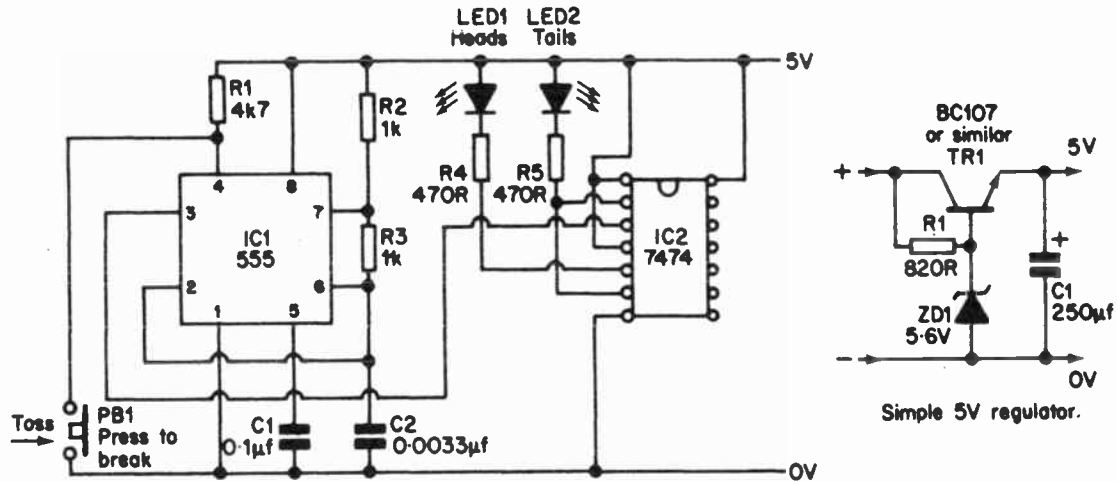 LED1 LED2
Heads Tails
5V
R1
4k7
R2
1k
BC107
or similar
TR1
5V
4 8
R4
470R
R5
470R
+
3 7
IC1
555
R3
1k
IC2
7474
R1
820R
+
2 6
1 5
ZD1
5·6V
C1
250µf
–
0V
Toss
PB1
Press to
break
C1
0·1µf
C2
0·0033µf
Simple 5V regulator.
0V